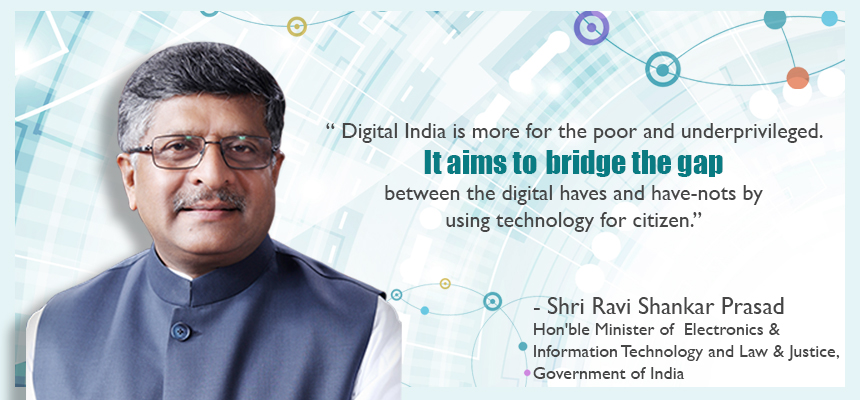 “ Digital India is more for the poor and underprivileged.
It aims to bridge the gap
between the digital haves and have-nots by
using technology for citizen.”
- Shri Ravi Shankar Prasad
Hon'ble Minister of Electronics &
Information Technology and Law & Justice,
Government of India